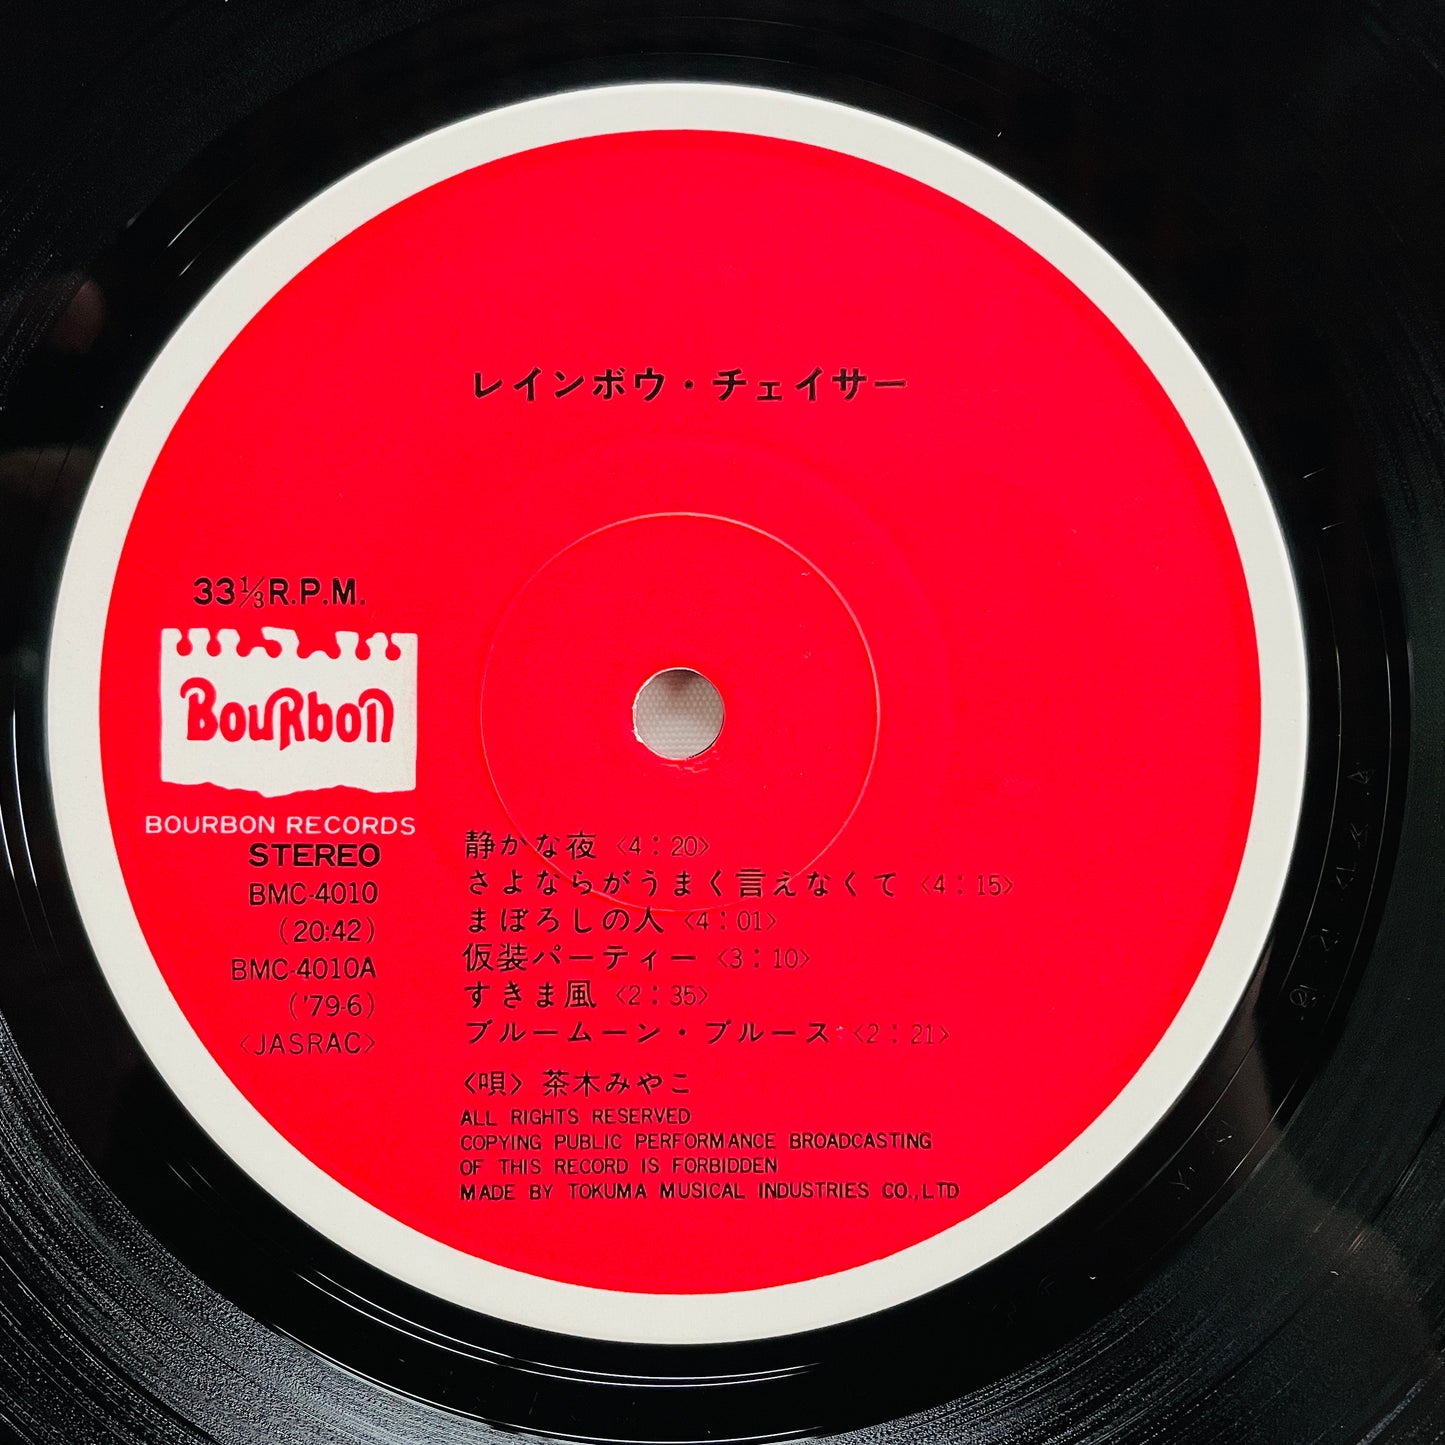 レインボウ・チェイサー
33⅓R.P.M.
BouRbon
BOURBON RECORDS
STEREO
BMC-4010
(20:42)
BMC-4010A
('79-6)
<JASRAC>
静かな夜 <4:20>
さよならがうまく言えなくて <4:15>
まぼろしの人 <4:01>
仮装パーティー <3:10>
すきま風 <2:35>
ブルームーン・ブルース <2:21>
<唄> 茶木みやこ
ALL RIGHTS RESERVED
COPYING PUBLIC PERFORMANCE BROADCASTING
OF THIS RECORD IS FORBIDDEN
MADE BY TOKUMA MUSICAL INDUSTRIES CO.,LTD